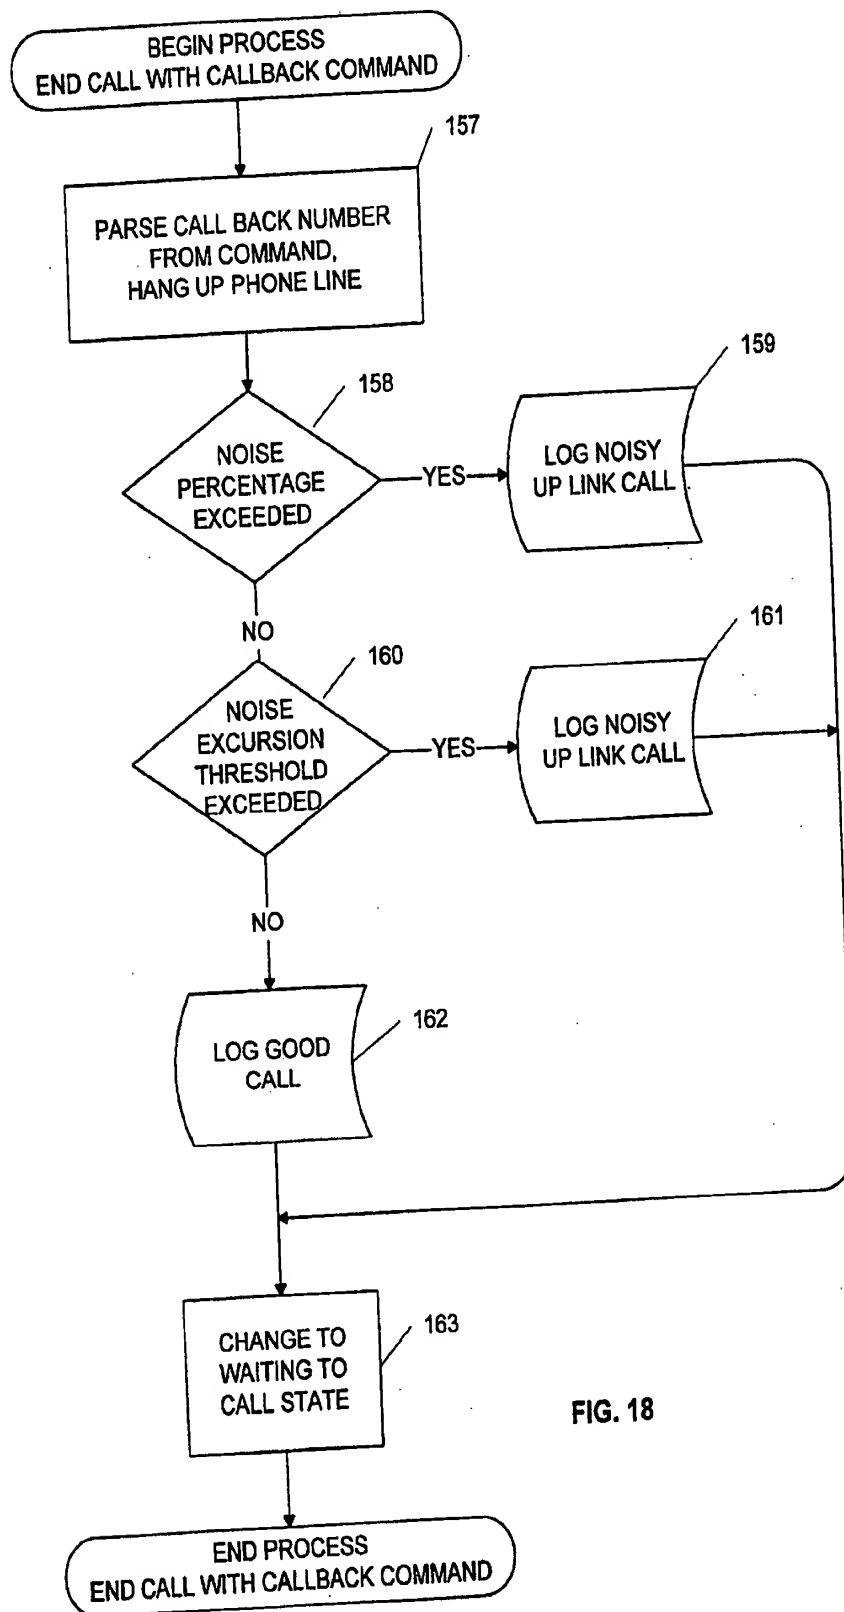 BEGIN PROCESS
END CALL WITH CALLBACK COMMAND
157
PARSE CALL BACK NUMBER
FROM COMMAND,
HANG UP PHONE LINE
158
NOISE
PERCENTAGE
EXCEEDED
YES
159
LOG NOISY
UP LINK CALL
NO
160
NOISE
EXCURSION
THRESHOLD
EXCEEDED
YES
161
LOG NOISY
UP LINK CALL
NO
162
LOG GOOD
CALL
163
CHANGE TO
WAITING TO
CALL STATE
FIG. 18
END PROCESS
END CALL WITH CALLBACK COMMAND